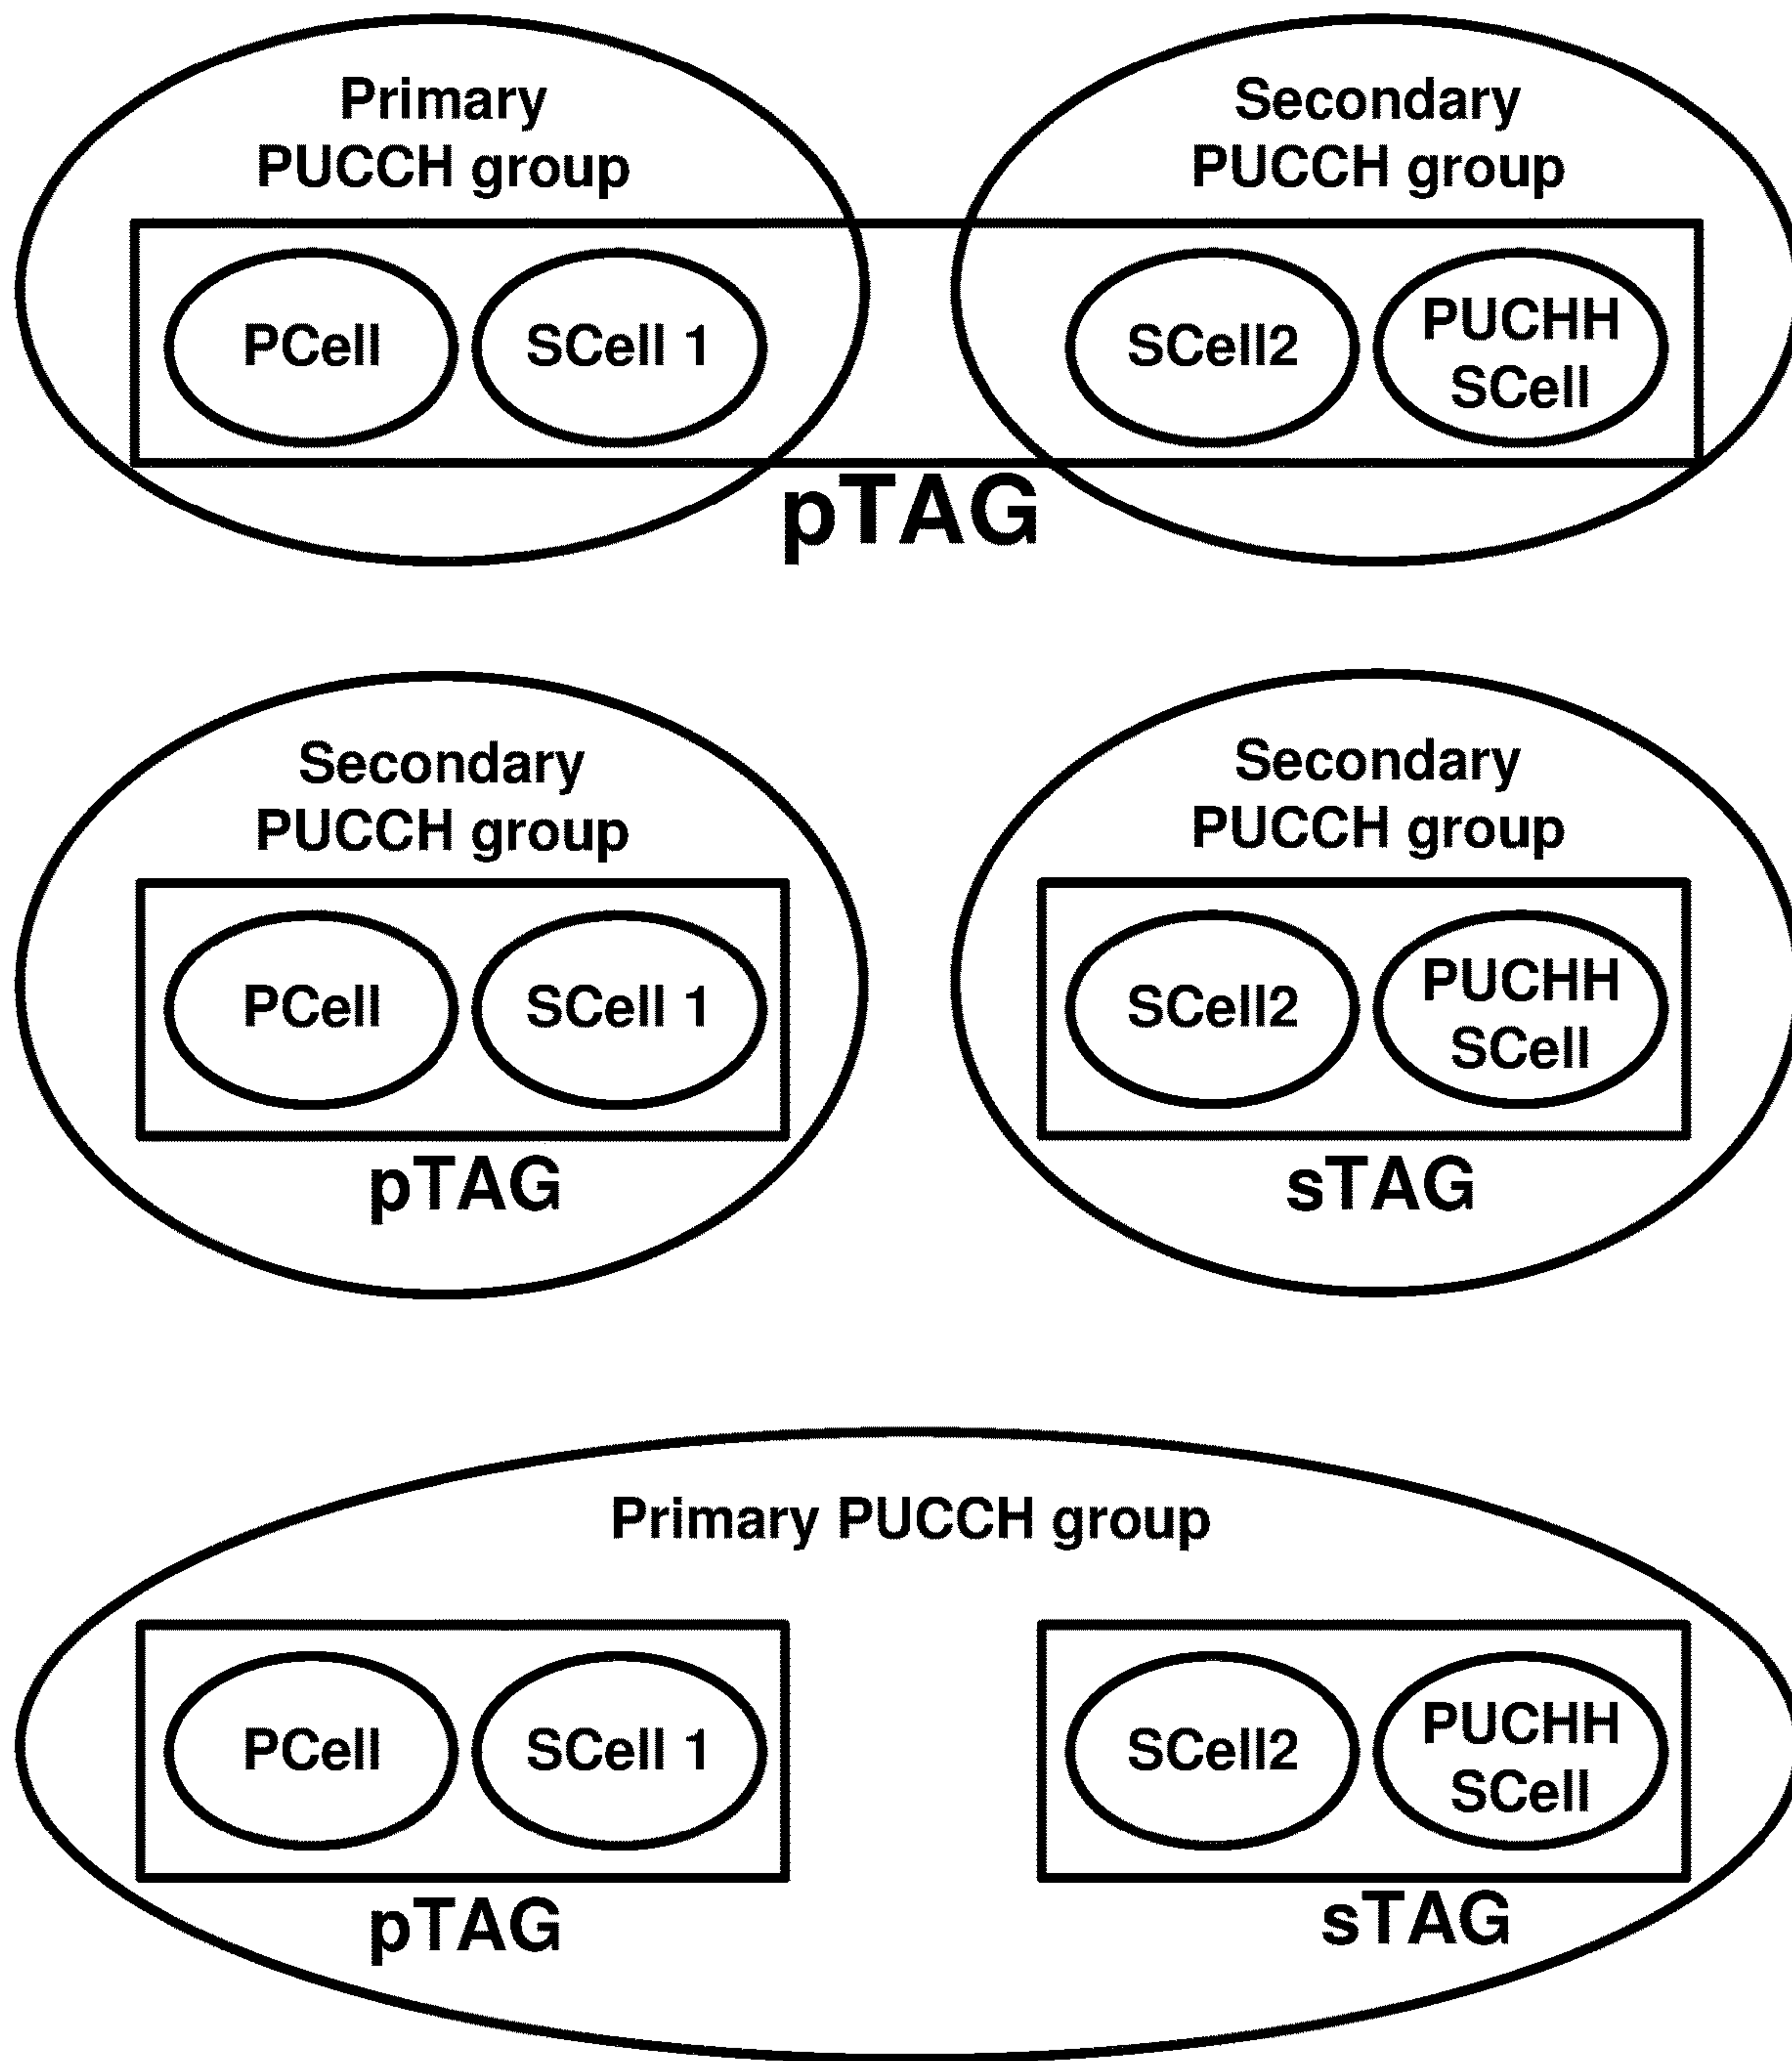 Primary
PUCCH group
Secondary
PUCCH group
PCell
SCell 1
SCell2
PUCHH
SCell
pTAG
Secondary
PUCCH group
Secondary
PUCCH group
PCell
SCell 1
SCell2
PUCHH
SCell
pTAG
sTAG
Primary PUCCH group
PCell
SCell 1
SCell2
PUCHH
SCell
pTAG
sTAG